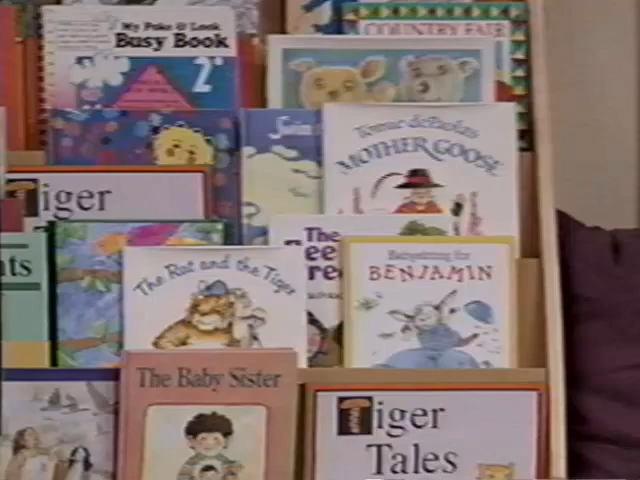 My Poke & Look
Busy Book
2
COUNTRY FAIR
Tomie dePaola's
MOTHER GOOSE
Tiger
The
Babysitting for
BENJAMIN
The Rat and the Tiger
The Baby Sister
Tiger
Tales